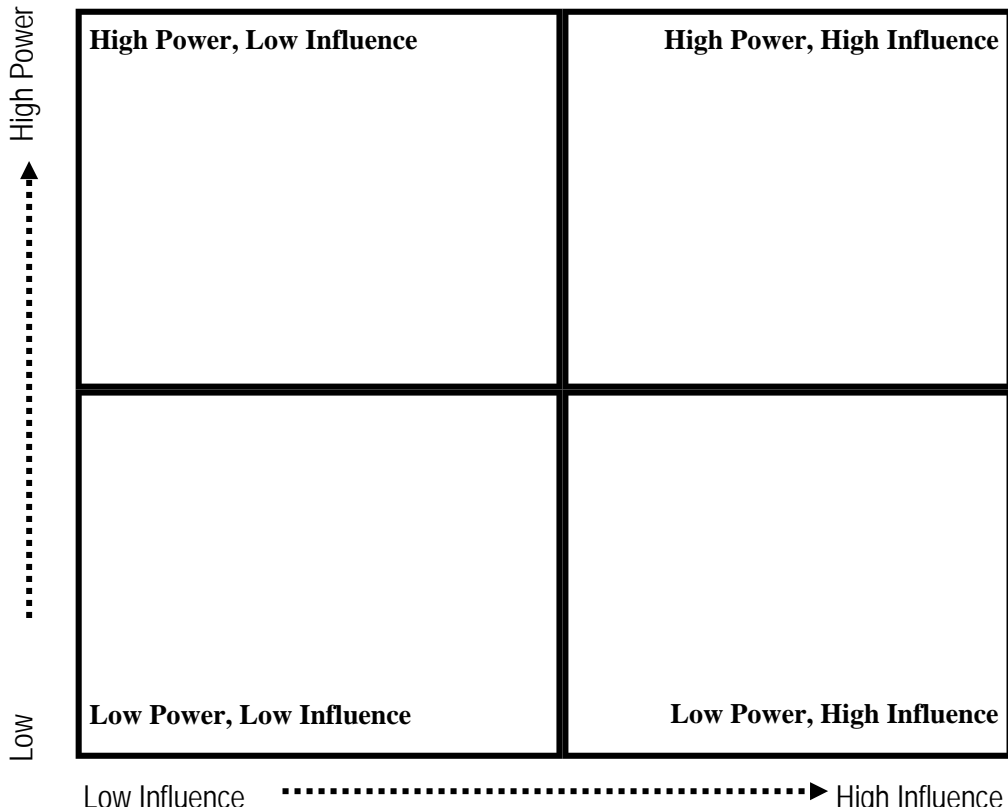 High Power
High Power, Low Influence
High Power, High Influence
Low
Low Power, Low Influence
Low Power, High Influence
Low Influence
High Influence